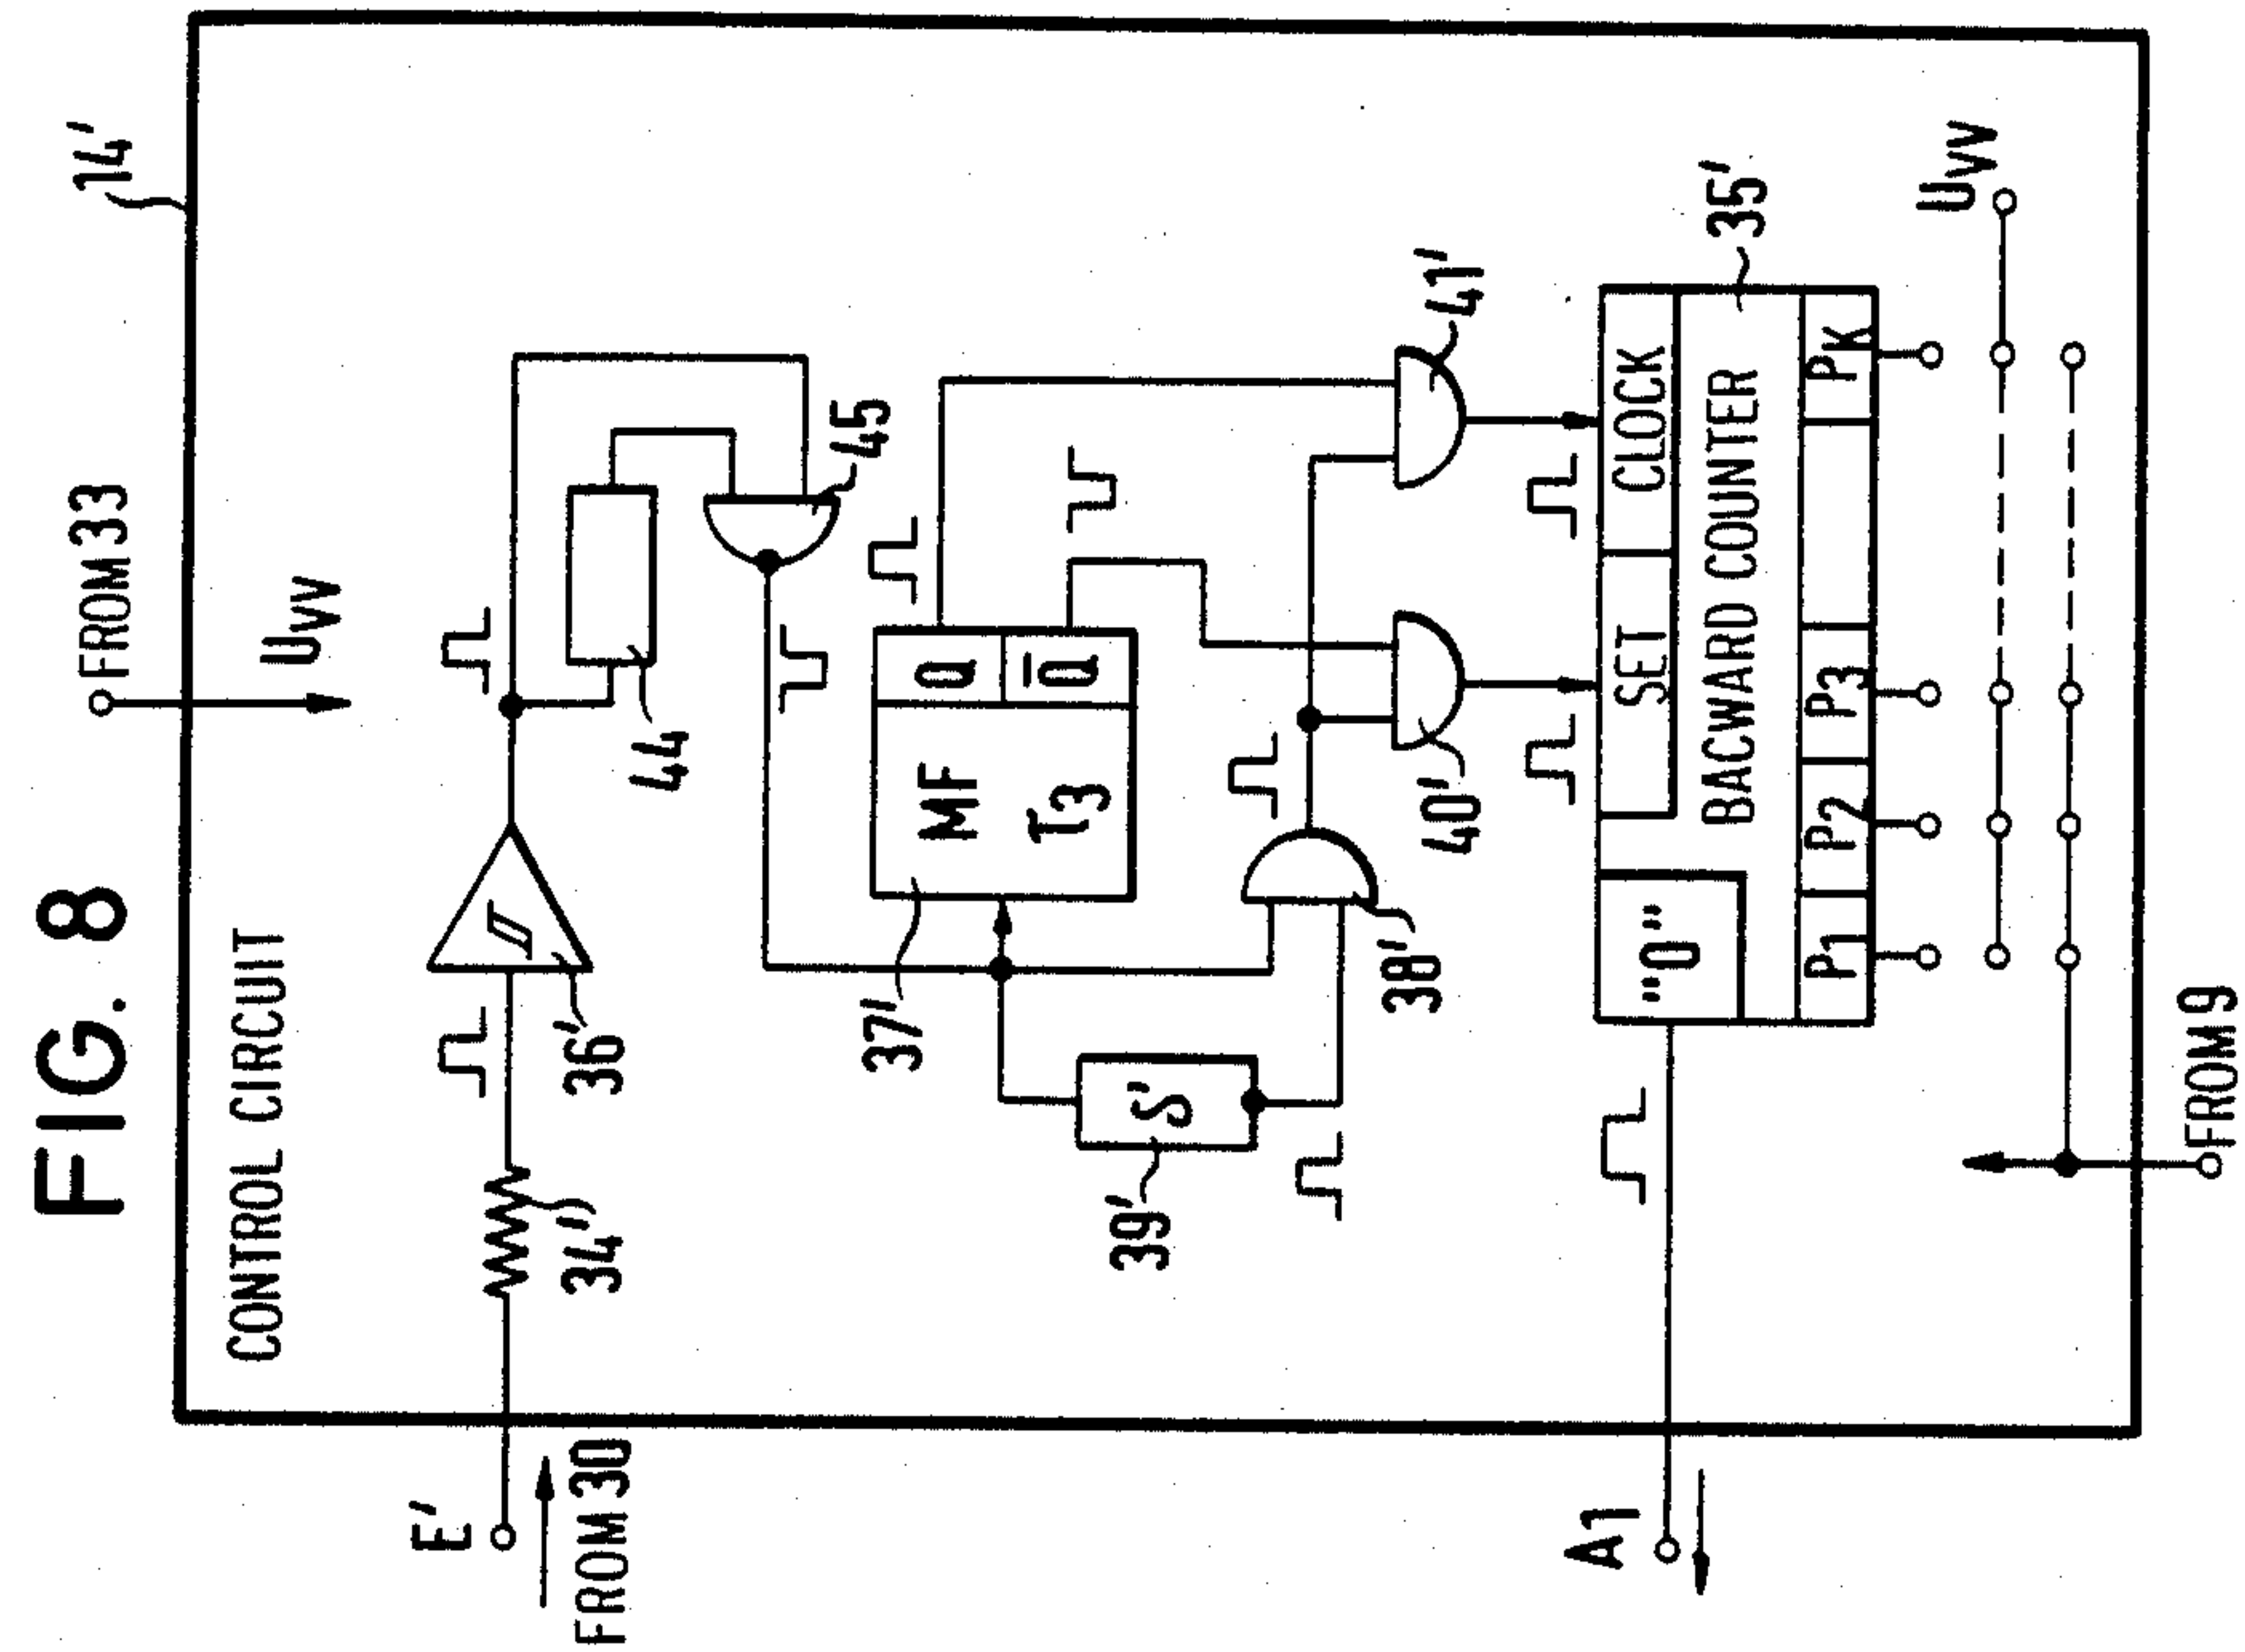 FIG. 8
FROM 33
14'
CONTROL CIRCUIT
UVV
E'
FROM 30
34'
36'
44
45
37'
MF
T3
Q
Q̅
39'
S'
38'
40'
41'
A1
"0"
SET
CLOCK
BACWARD COUNTER
35'
P1
P2
P3
PK
UVV
FROM 9